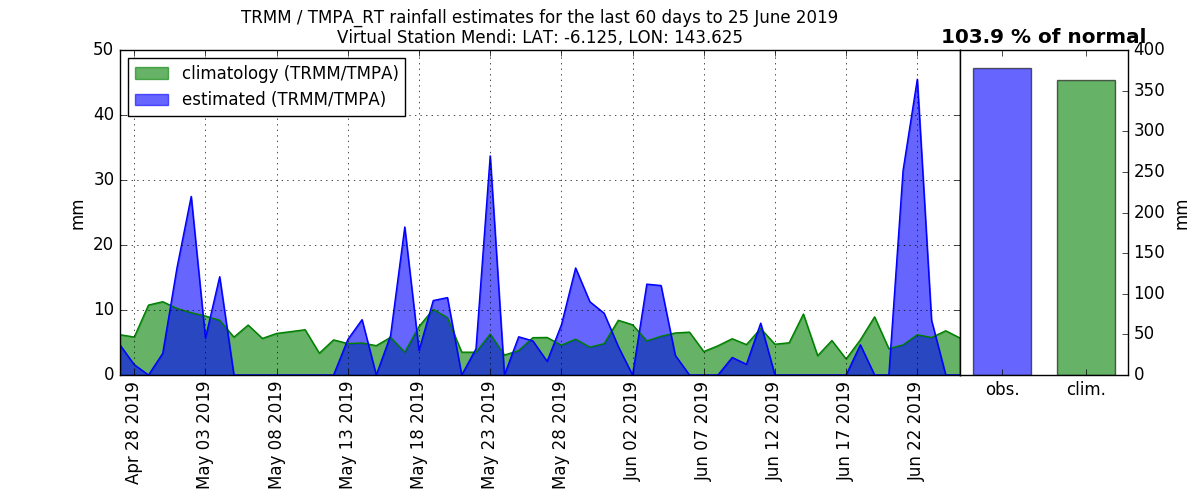 TRMM / TMPA_RT rainfall estimates for the last 60 days to 25 June 2019
Virtual Station Mendi: LAT: -6.125, LON: 143.625
103.9 % of normal
climatology (TRMM/TMPA)
estimated (TRMM/TMPA)
50
40
30
20
10
0
mm
Apr 28 2019
May 03 2019
May 08 2019
May 13 2019
May 18 2019
May 23 2019
May 28 2019
Jun 02 2019
Jun 07 2019
Jun 12 2019
Jun 17 2019
Jun 22 2019
400
350
300
250
200
150
100
50
0
mm
obs.
clim.